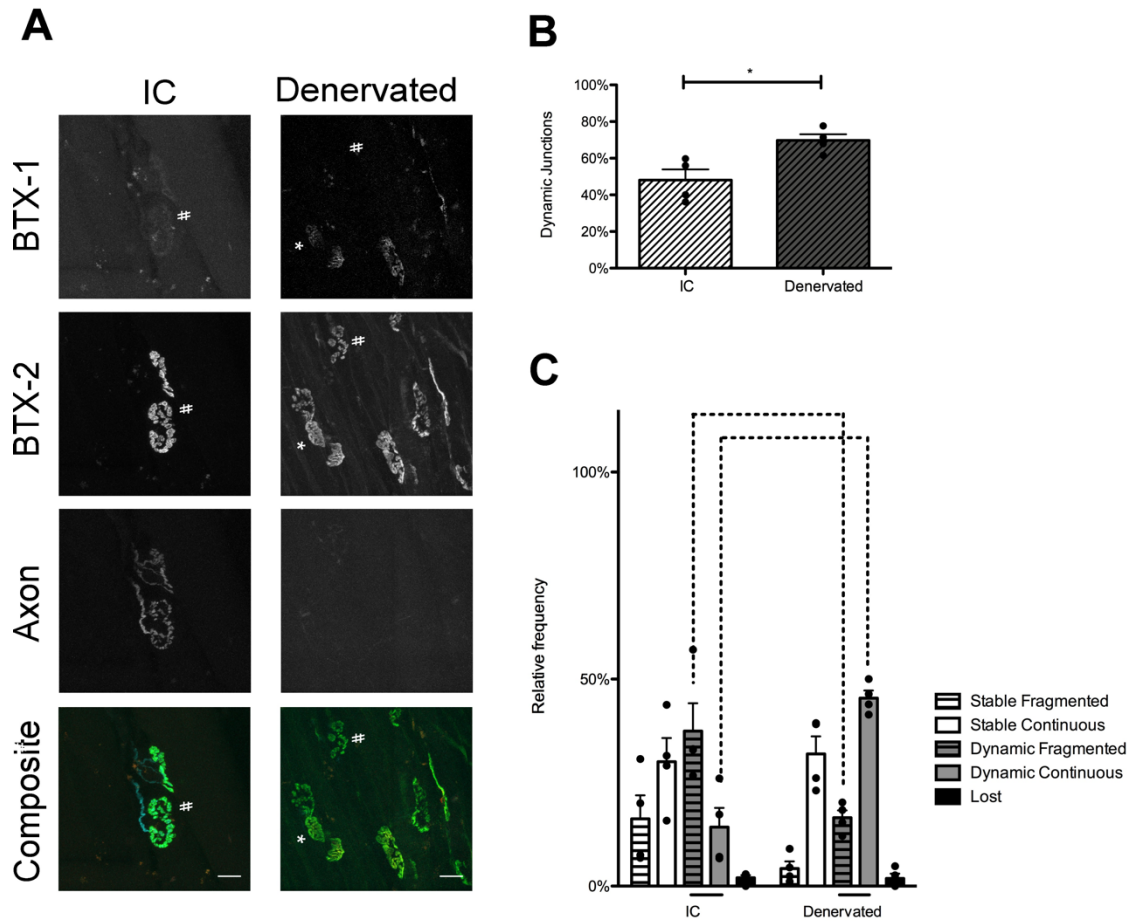 A
IC
Denervated
BTX-1
#
#
*
BTX-2
#
#
*
Axon
Composite
#
#
*
B
*
100%
80%
60%
40%
20%
0%
Dynamic Junctions
IC
Denervated
C
100%
50%
0%
Relative frequency
IC
Denervated
Stable Fragmented
Stable Continuous
Dynamic Fragmented
Dynamic Continuous
Lost